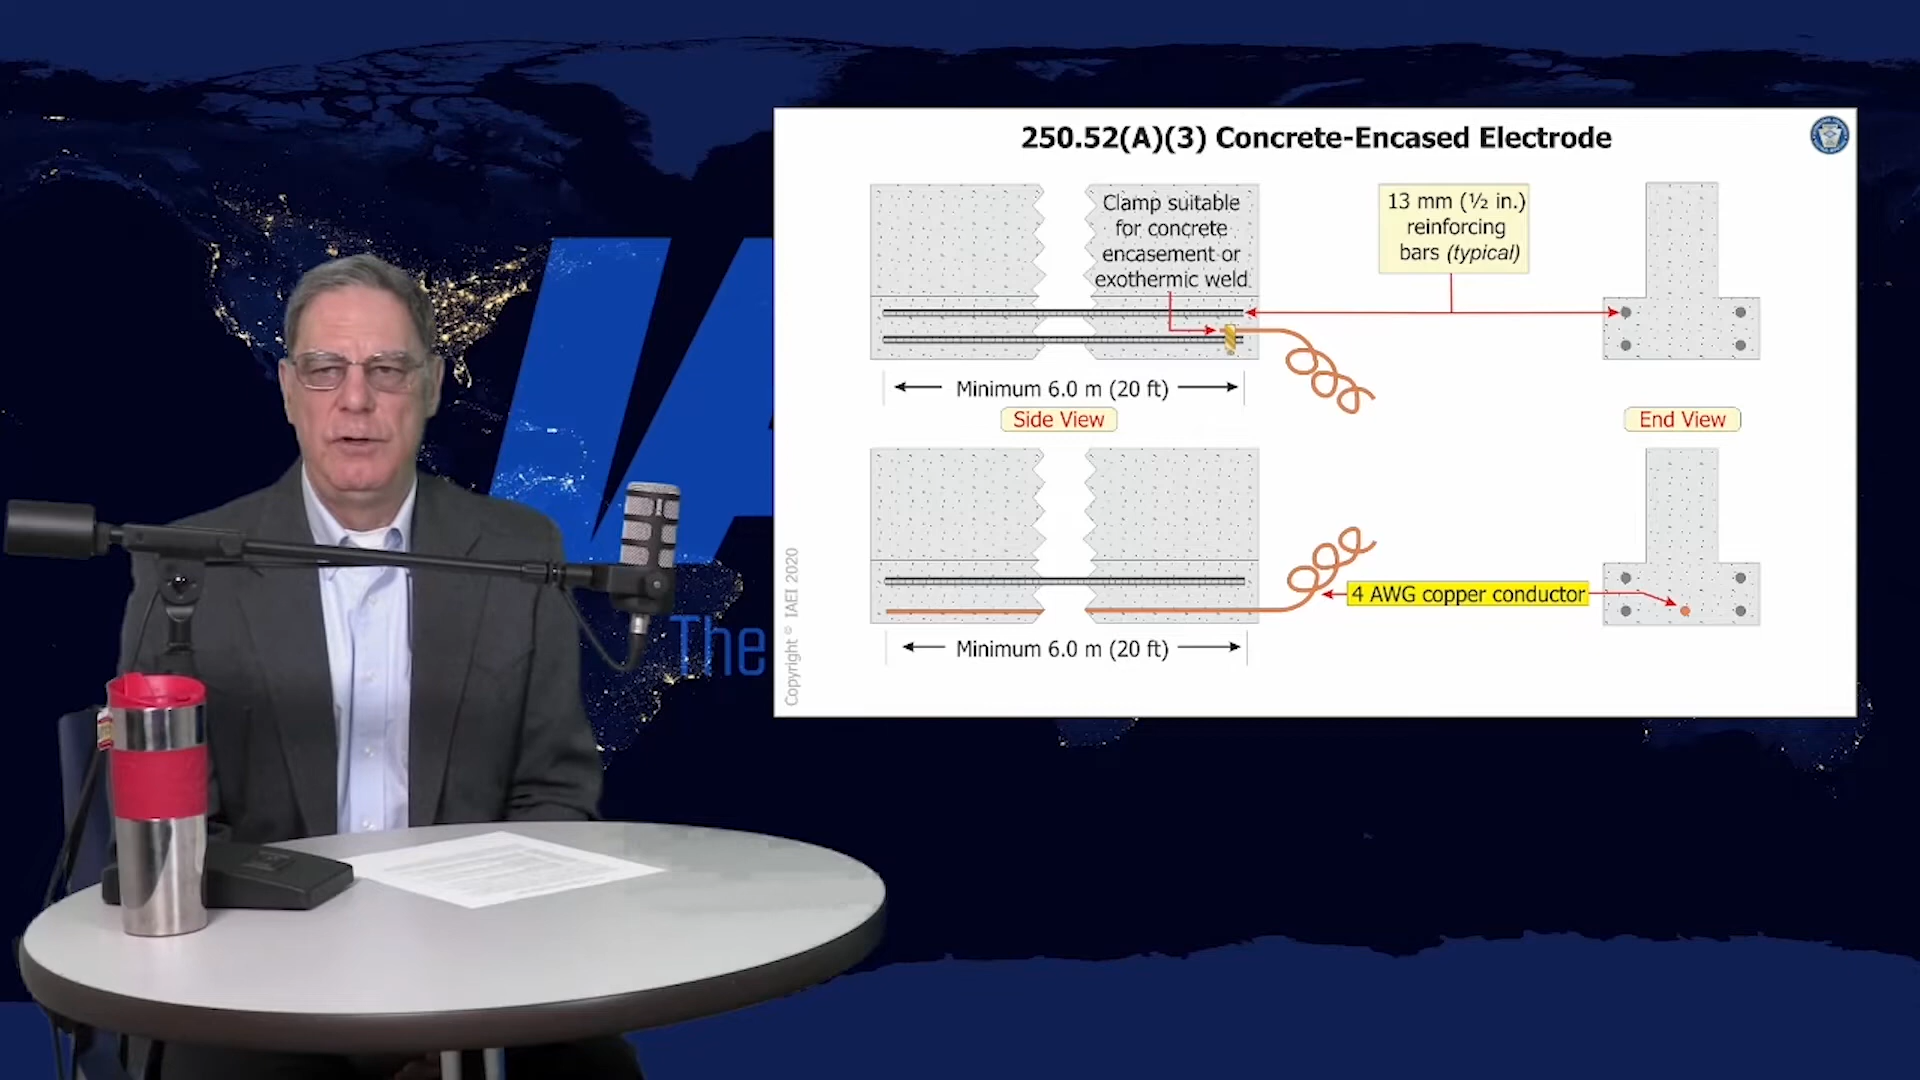 250.52(A)(3) Concrete-Encased Electrode
Clamp suitable
for concrete
encasement or
exothermic weld
13 mm (½ in.)
reinforcing
bars (typical)
Minimum 6.0 m (20 ft)
Side View
End View
4 AWG copper conductor
Minimum 6.0 m (20 ft)
Copyright © IAEI 2020
The